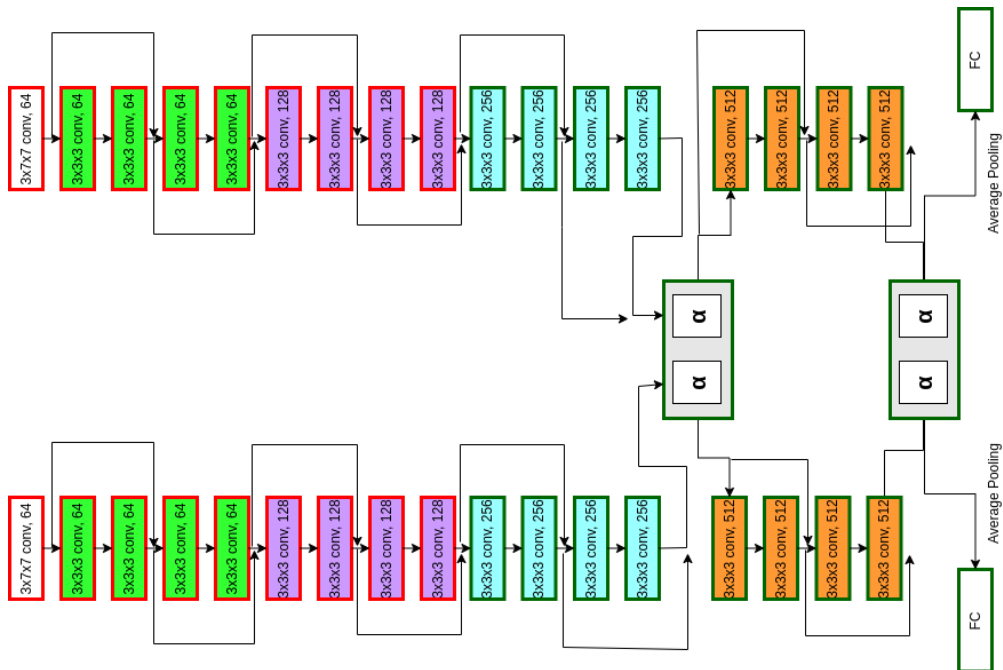 3x7x7 conv, 64
3x3x3 conv, 64
3x3x3 conv, 64
3x3x3 conv, 64
3x3x3 conv, 64
3x3x3 conv, 128
3x3x3 conv, 128
3x3x3 conv, 128
3x3x3 conv, 128
3x3x3 conv, 256
3x3x3 conv, 256
3x3x3 conv, 256
3x3x3 conv, 256
3x3x3 conv, 512
3x3x3 conv, 512
3x3x3 conv, 512
3x3x3 conv, 512
FC
Average Pooling
α
α
α
α
3x7x7 conv, 64
3x3x3 conv, 64
3x3x3 conv, 64
3x3x3 conv, 64
3x3x3 conv, 64
3x3x3 conv, 128
3x3x3 conv, 128
3x3x3 conv, 128
3x3x3 conv, 128
3x3x3 conv, 256
3x3x3 conv, 256
3x3x3 conv, 256
3x3x3 conv, 256
3x3x3 conv, 512
3x3x3 conv, 512
3x3x3 conv, 512
3x3x3 conv, 512
Average Pooling
FC